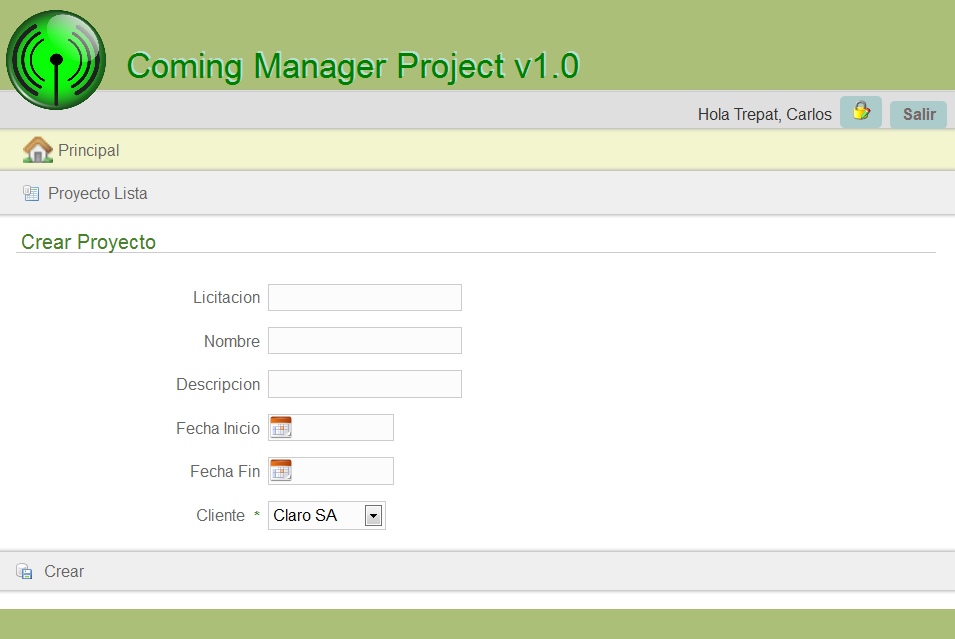 Coming Manager Project v1.0
Hola Trepat, Carlos Salir
Principal
Proyecto Lista
Crear Proyecto
Licitacion
Nombre
Descripcion
Fecha Inicio
Fecha Fin
Cliente * Claro SA
Crear